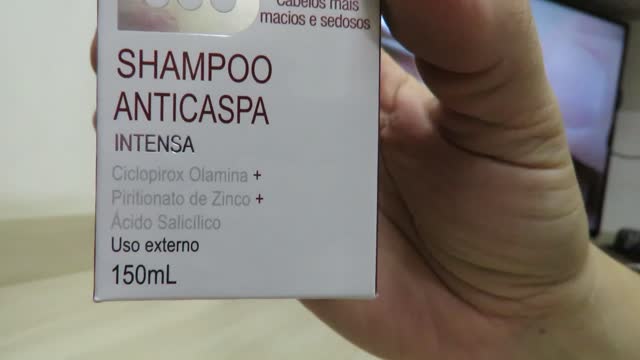 Cabelos mais
macios e sedosos
SHAMPOO
ANTICASPA
INTENSA
Ciclopirox Olamina +
Piritionato de Zinco +
Ácido Salicílico
Uso externo
150mL